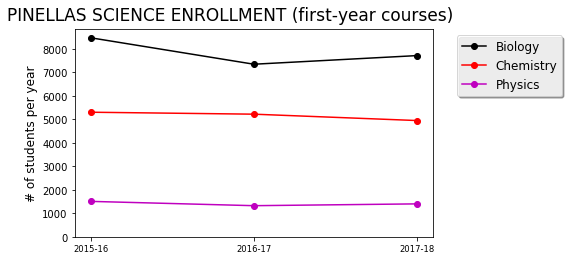 PINELLAS SCIENCE ENROLLMENT (first-year courses)
# of students per year
8000
7000
6000
5000
4000
3000
2000
1000
0
2015-16
2016-17
2017-18
Biology
Chemistry
Physics